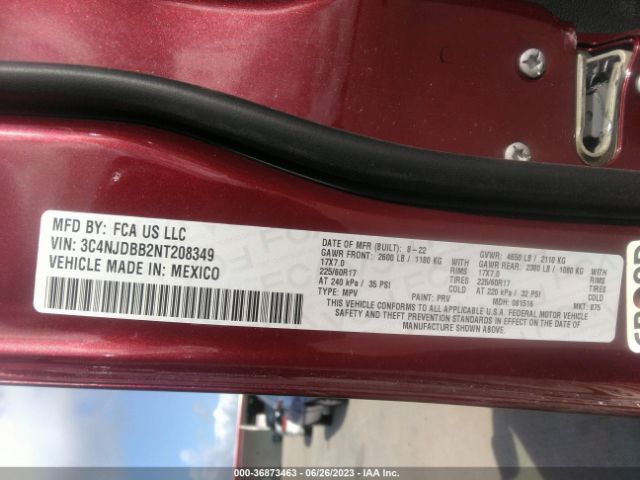 MFD BY: FCA US LLC
VIN: 3C4NJDBB2NT208349
VEHICLE MADE IN: MEXICO
DATE OF MFR (BUILT): 8-22 GVWR: 4650 LB / 2110 KG
GAWR FRONT: 2600 LB / 1180 KG GAWR REAR: 2380 LB / 1080 KG
17X7.0 RIMS 17X7.0 RIMS
225/60R17 TIRES 225/60R17 TIRES
AT 240 kPa / 35 PSI COLD AT 220 kPa / 32 PSI COLD
TYPE: MPV PAINT: PRV MDH: 081516 MKT: 875
THIS VEHICLE CONFORMS TO ALL APPLICABLE U.S.A. FEDERAL MOTOR VEHICLE
SAFETY AND THEFT PREVENTION STANDARDS IN EFFECT ON THE DATE OF
MANUFACTURE SHOWN ABOVE.
000-36873463 - 06/26/2023 - IAA Inc.